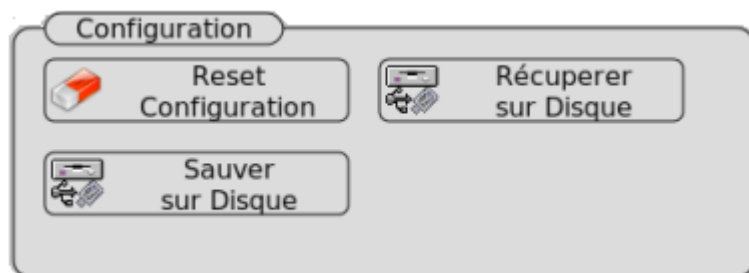 Configuration
Reset
Configuration
Récuperer
sur Disque
Sauver
sur Disque